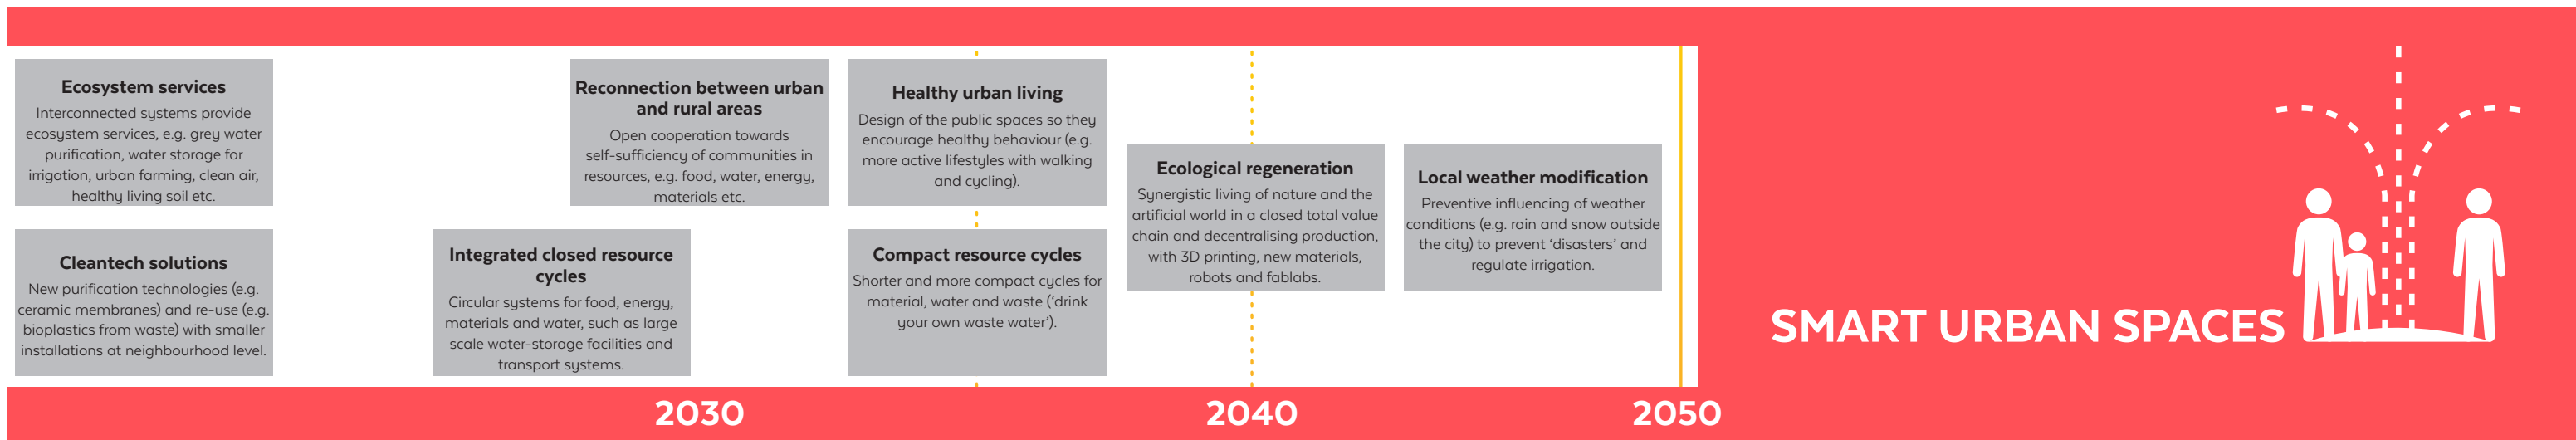 Ecosystem services
Interconnected systems provide
ecosystem services, e.g. grey water
purification, water storage for
irrigation, urban farming, clean air,
healthy living soil etc.
Cleantech solutions
New purification technologies (e.g.
ceramic membranes) and re-use (e.g.
bioplastics from waste) with smaller
installations at neighbourhood level.
Integrated closed resource
cycles
Circular systems for food, energy,
materials and water, such as large
scale water-storage facilities and
transport systems.
Reconnection between urban
and rural areas
Open cooperation towards
self-sufficiency of communities in
resources, e.g. food, water, energy,
materials etc.
Healthy urban living
Design of the public spaces so they
encourage healthy behaviour (e.g.
more active lifestyles with walking
and cycling).
Compact resource cycles
Shorter and more compact cycles for
material, water and waste (‘drink
your own waste water’).
Ecological regeneration
Synergistic living of nature and the
artificial world in a closed total value
chain and decentralising production,
with 3D printing, new materials,
robots and fablabs.
Local weather modification
Preventive influencing of weather
conditions (e.g. rain and snow outside
the city) to prevent ‘disasters’ and
regulate irrigation.
SMART URBAN SPACES
2030
2040
2050